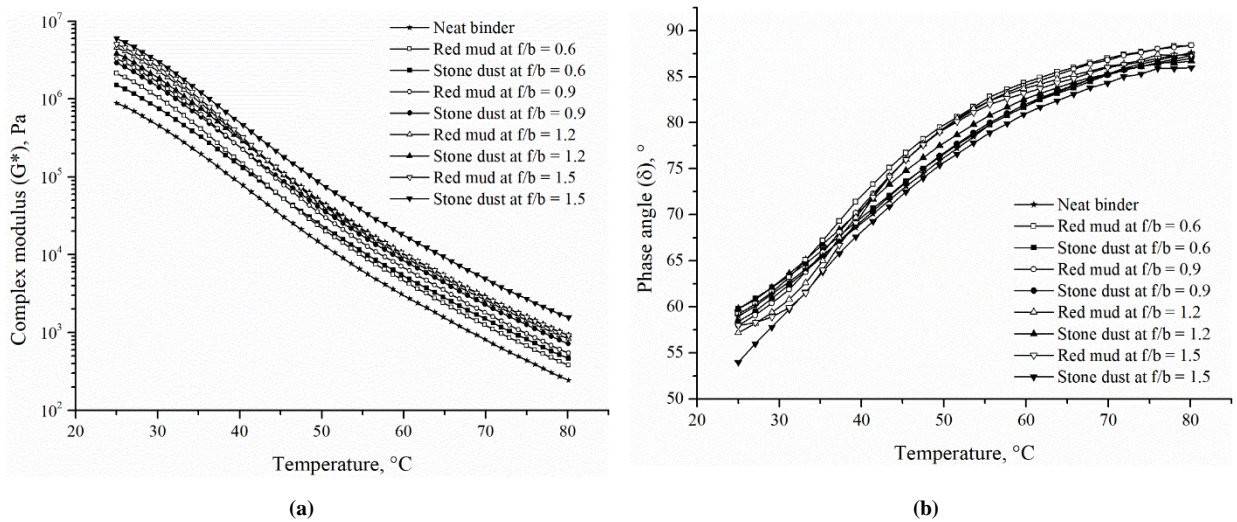 10^7
10^6
10^5
10^4
10^3
10^2
Complex modulus (G*), Pa
Neat binder
Red mud at f/b = 0.6
Stone dust at f/b = 0.6
Red mud at f/b = 0.9
Stone dust at f/b = 0.9
Red mud at f/b = 1.2
Stone dust at f/b = 1.2
Red mud at f/b = 1.5
Stone dust at f/b = 1.5
20 30 40 50 60 70 80
Temperature, °C
(a)
90
85
80
75
70
65
60
55
50
Phase angle (δ), °
Neat binder
Red mud at f/b = 0.6
Stone dust at f/b = 0.6
Red mud at f/b = 0.9
Stone dust at f/b = 0.9
Red mud at f/b = 1.2
Stone dust at f/b = 1.2
Red mud at f/b = 1.5
Stone dust at f/b = 1.5
20 30 40 50 60 70 80
Temperature, °C
(b)